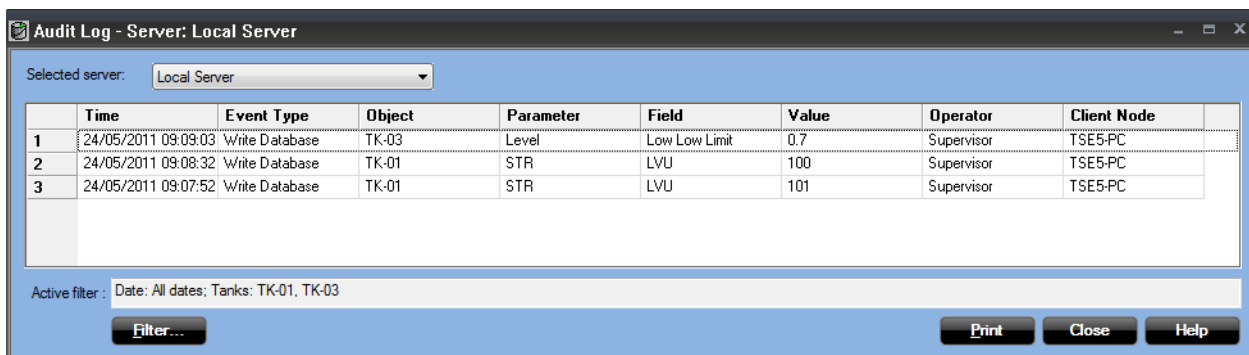 Audit Log - Server: Local Server
Selected server: Local Server
Time Event Type Object Parameter Field Value Operator Client Node
1 24/05/2011 09:09:03 Write Database TK-03 Level Low Low Limit 0.7 Supervisor TSE5-PC
2 24/05/2011 09:08:32 Write Database TK-01 STR LVU 100 Supervisor TSE5-PC
3 24/05/2011 09:07:52 Write Database TK-01 STR LVU 101 Supervisor TSE5-PC
Active filter : Date: All dates; Tanks: TK-01, TK-03
Filter... Print Close Help